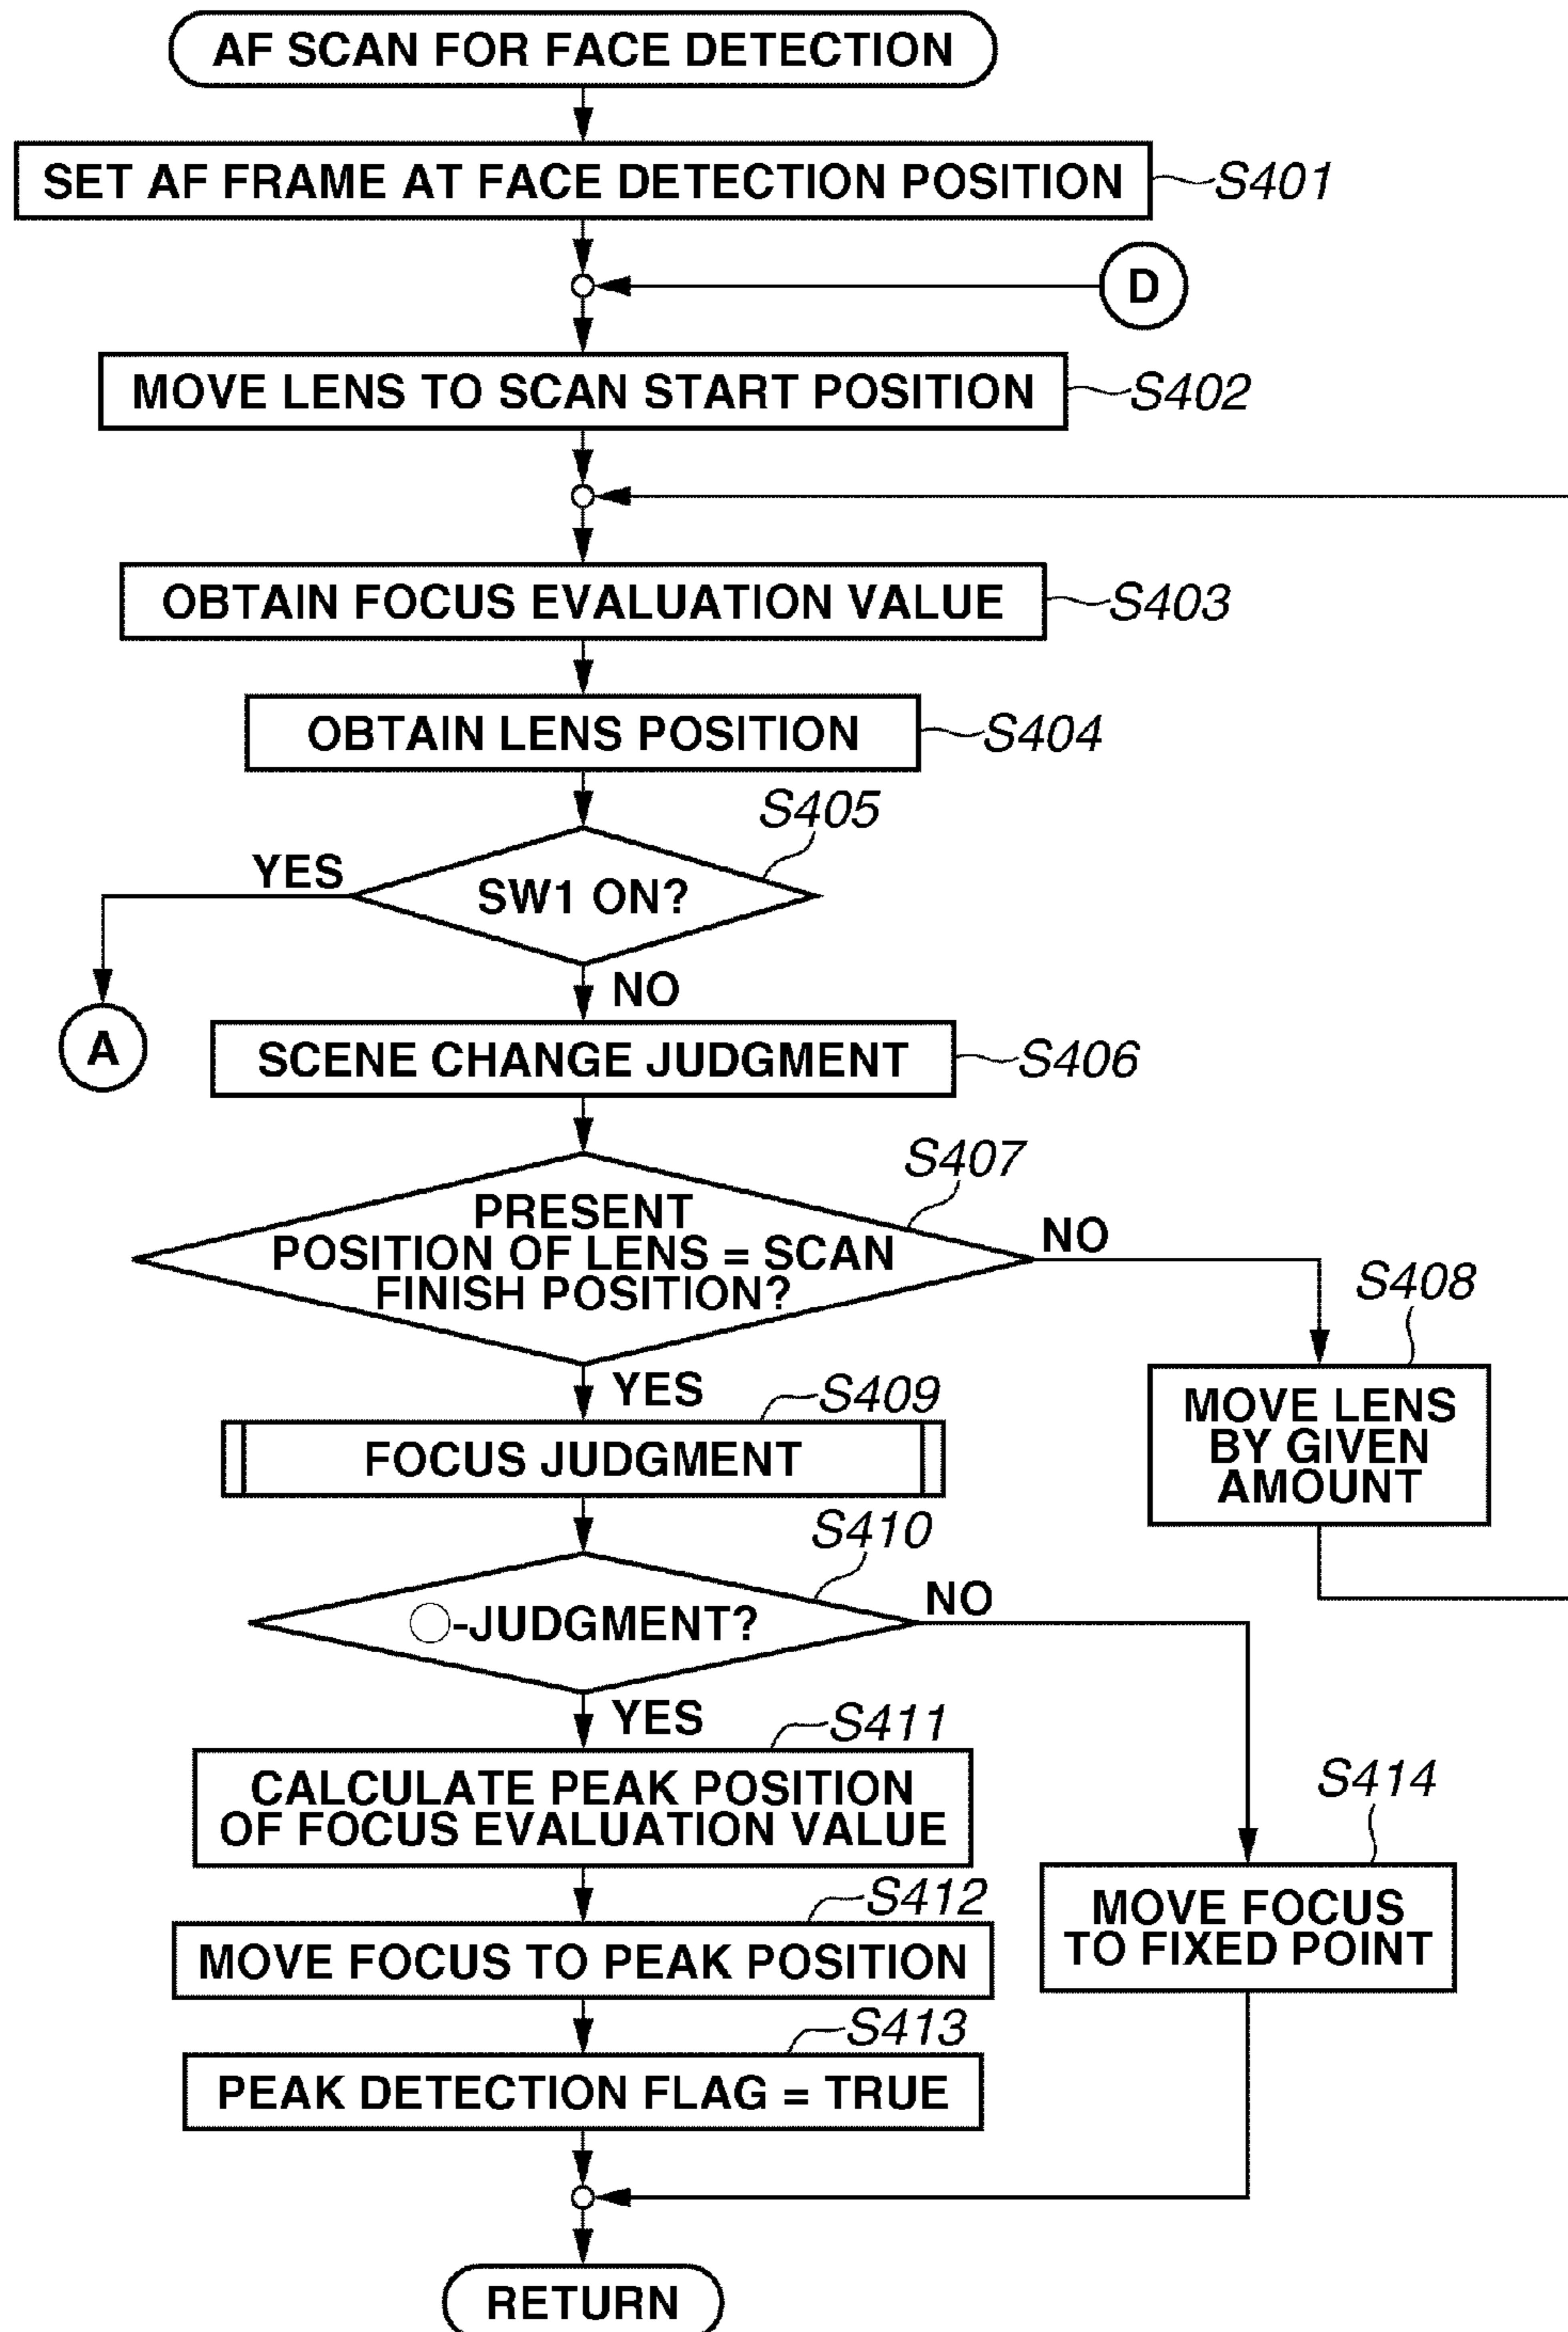 AF SCAN FOR FACE DETECTION
SET AF FRAME AT FACE DETECTION POSITION
S401
D
MOVE LENS TO SCAN START POSITION
S402
OBTAIN FOCUS EVALUATION VALUE
S403
OBTAIN LENS POSITION
S404
S405
YES
SW1 ON?
NO
A
SCENE CHANGE JUDGMENT
S406
S407
PRESENT
POSITION OF LENS = SCAN
FINISH POSITION?
NO
S408
MOVE LENS
BY GIVEN
AMOUNT
YES
S409
FOCUS JUDGMENT
S410
○-JUDGMENT?
NO
YES
S411
CALCULATE PEAK POSITION
OF FOCUS EVALUATION VALUE
S414
MOVE FOCUS
TO FIXED POINT
S412
MOVE FOCUS TO PEAK POSITION
S413
PEAK DETECTION FLAG = TRUE
RETURN